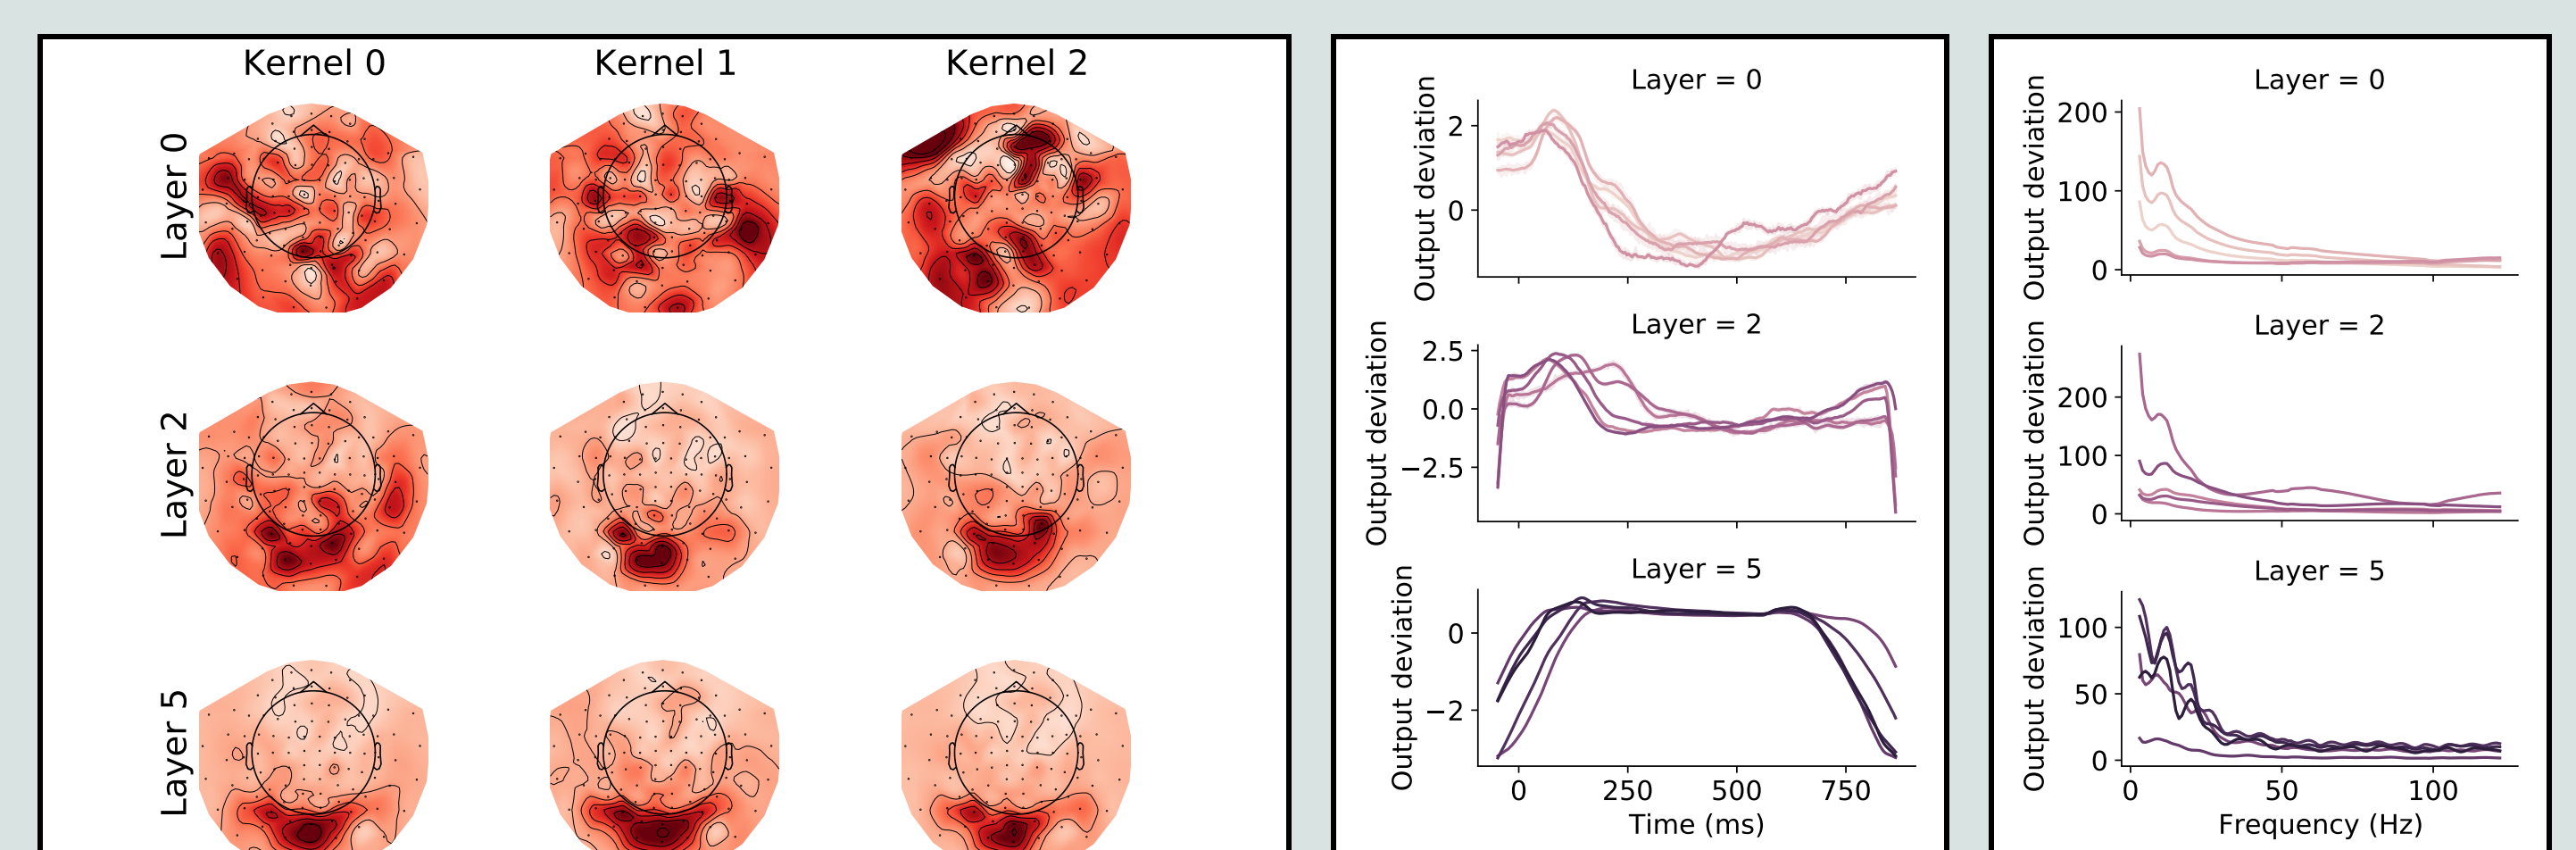 Kernel 0
Kernel 1
Kernel 2
Layer 0
Layer 2
Layer 5
Layer = 0
Output deviation
2
0
Layer = 2
Output deviation
2.5
0.0
−2.5
Layer = 5
Output deviation
0
−2
0
250
500
750
Time (ms)
Layer = 0
Output deviation
200
100
0
Layer = 2
Output deviation
200
100
0
Layer = 5
Output deviation
100
50
0
0
50
100
Frequency (Hz)